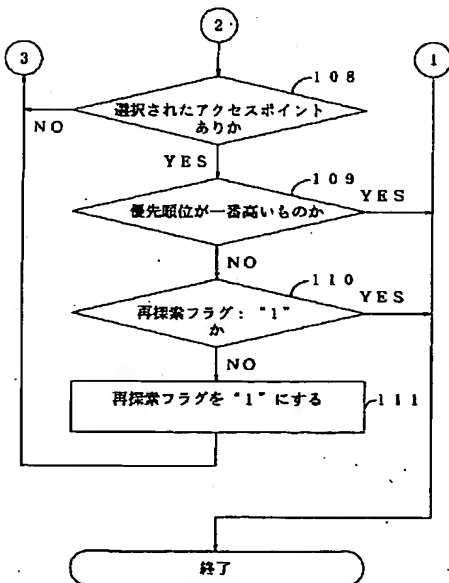 2
3
1
108
選択されたアクセスポイント
ありか
NO
YES
109
優先順位が一番高いものか
YES
NO
110
再探索フラグ:“1”
か
YES
NO
再探索フラグを“1”にする
111
終了